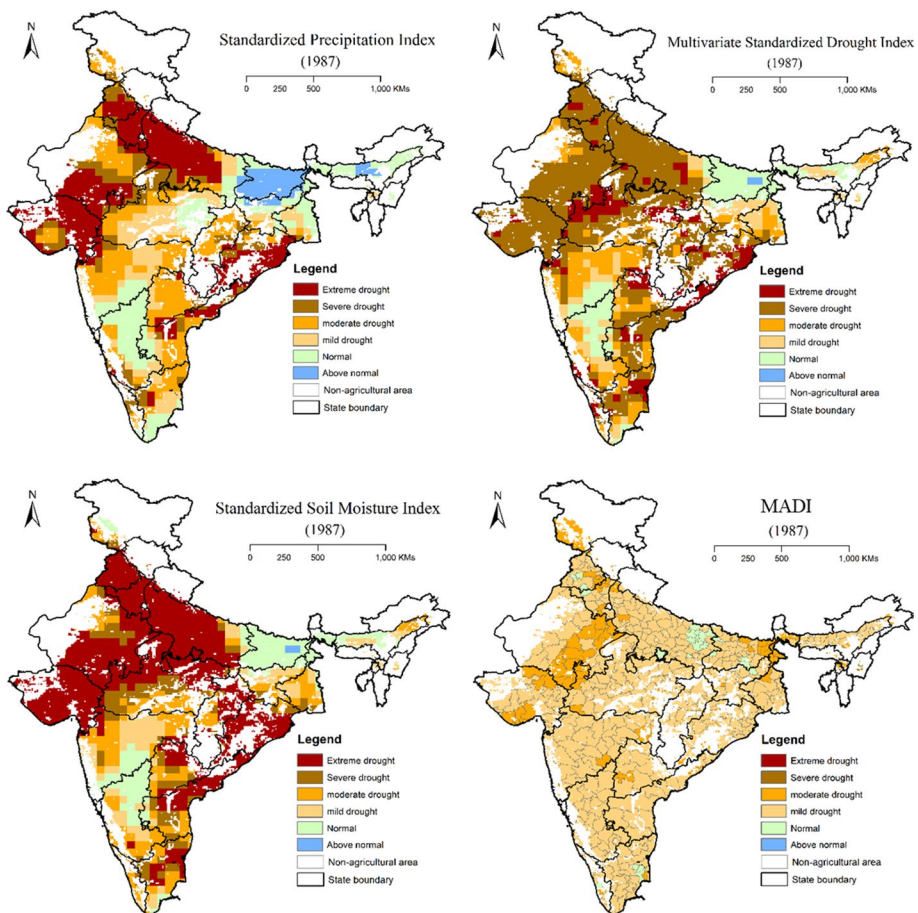 N
Standardized Precipitation Index
(1987)
0 250 500 1,000 KMs
Legend
Extreme drought
Severe drought
moderate drought
mild drought
Normal
Above normal
Non-agricultural area
State boundary
N
Multivariate Standardized Drought Index
(1987)
0 250 500 1,000 KMs
Legend
Extreme drought
Severe drought
moderate drought
mild drought
Normal
Above normal
Non-agricultural area
State boundary
N
Standardized Soil Moisture Index
(1987)
0 250 500 1,000 KMs
Legend
Extreme drought
Severe drought
moderate drought
mild drought
Normal
Above normal
Non-agricultural area
State boundary
N
MADI
(1987)
0 250 500 1,000 KMs
Legend
Extreme drought
Severe drought
moderate drought
mild drought
Normal
Above normal
Non-agricultural area
State boundary